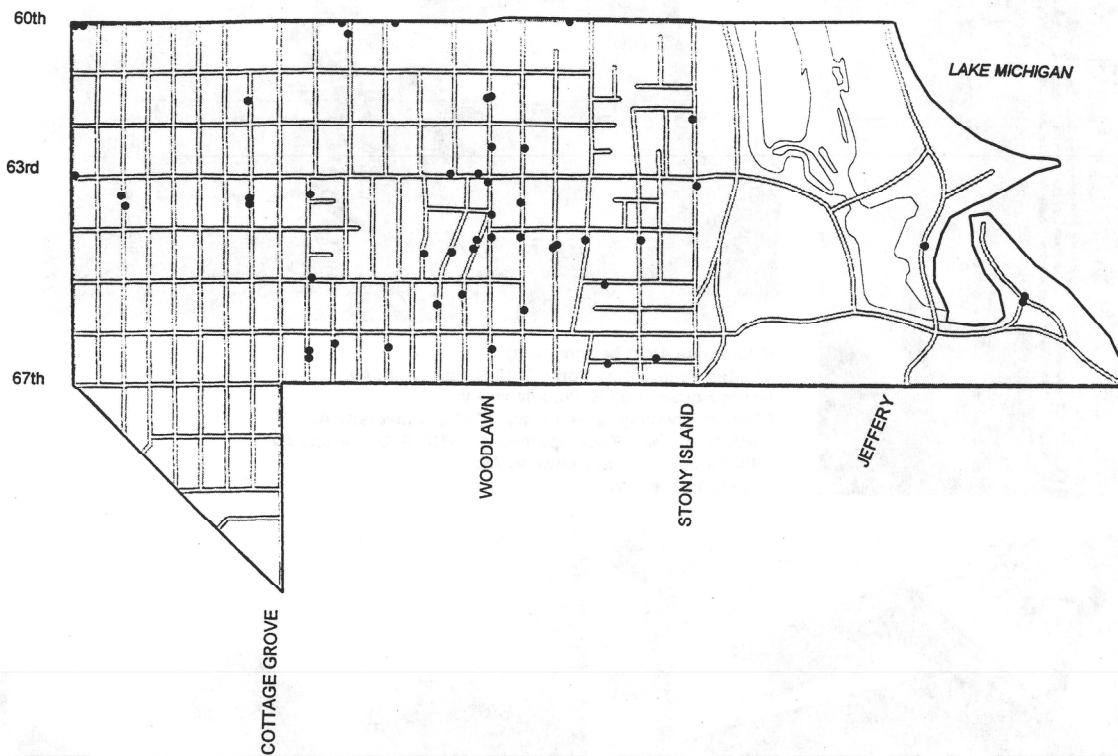 60th
LAKE MICHIGAN
63rd
67th
WOODLAWN
STONY ISLAND
JEFFERY
COTTAGE GROVE